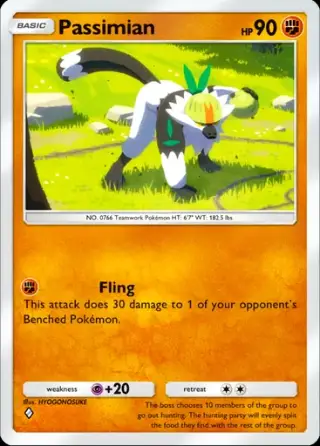 BASIC Passimian HP 90
NO. 0766 Teamwork Pokémon HT: 6'7" WT: 182.5 lbs
Fling
This attack does 30 damage to 1 of your opponent's
Benched Pokémon.
weakness +20 retreat
Illus. HYOGONOSUKE
The boss chooses 10 members of the group
to go out hunting. The hunting party will evenly split
the food they find with the rest of the group.